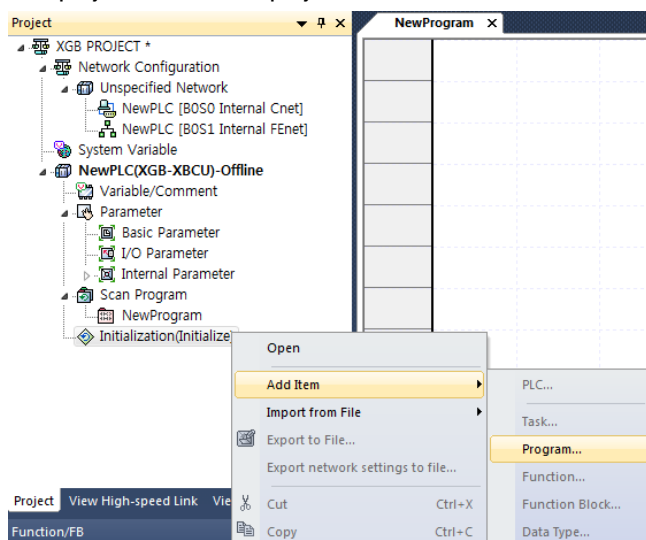 Project
NewProgram
XGB PROJECT *
Network Configuration
Unspecified Network
NewPLC [B0S0 Internal Cnet]
NewPLC [B0S1 Internal FEnet]
System Variable
NewPLC(XGB-XBCU)-Offline
Variable/Comment
Parameter
Basic Parameter
I/O Parameter
Internal Parameter
Scan Program
NewProgram
Initialization(Initialize)
Open
Add Item
Import from File
Export to File...
Export network settings to file...
Cut Ctrl+X
Copy Ctrl+C
PLC...
Task...
Program...
Function...
Function Block...
Data Type...
Project View High-speed Link
Function/FB